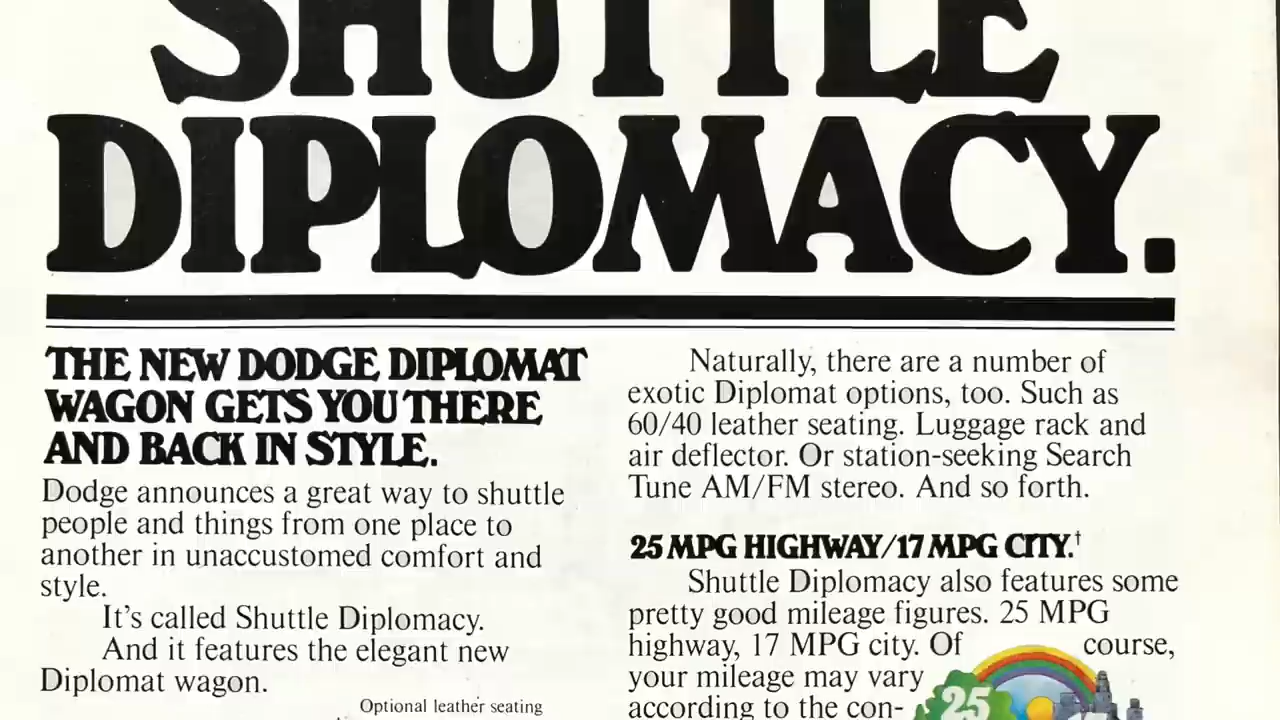 SHUTTLE
DIPLOMACY.
THE NEW DODGE DIPLOMAT
WAGON GETS YOU THERE
AND BACK IN STYLE.
Dodge announces a great way to shuttle
people and things from one place to
another in unaccustomed comfort and
style.
It's called Shuttle Diplomacy.
And it features the elegant new
Diplomat wagon.
Optional leather seating
Naturally, there are a number of
exotic Diplomat options, too. Such as
60/40 leather seating. Luggage rack and
air deflector. Or station-seeking Search
Tune AM/FM stereo. And so forth.
25 MPG HIGHWAY/17 MPG CITY.†
Shuttle Diplomacy also features some
pretty good mileage figures. 25 MPG
highway, 17 MPG city. Of course,
your mileage may vary
according to the con-
25